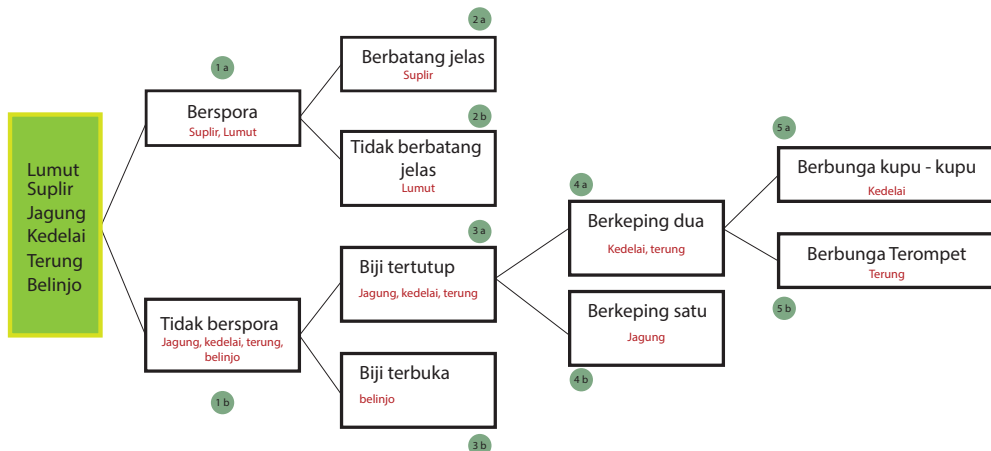 Lumut
Suplir
Jagung
Kedelai
Terung
Belinjo
1 a
Berspora
Suplir, Lumut
Tidak berspora
Jagung, kedelai, terung,
belinjo
1 b
2 a
Berbatang jelas
Suplir
2 b
Tidak berbatang
jelas
Lumut
3 a
Biji tertutup
Jagung, kedelai, terung
Biji terbuka
belinjo
3 b
4 a
Berkeping dua
Kedelai, terung
Berkeping satu
Jagung
4 b
5 a
Berbunga kupu - kupu
Kedelai
Berbunga Terompet
Terung
5 b